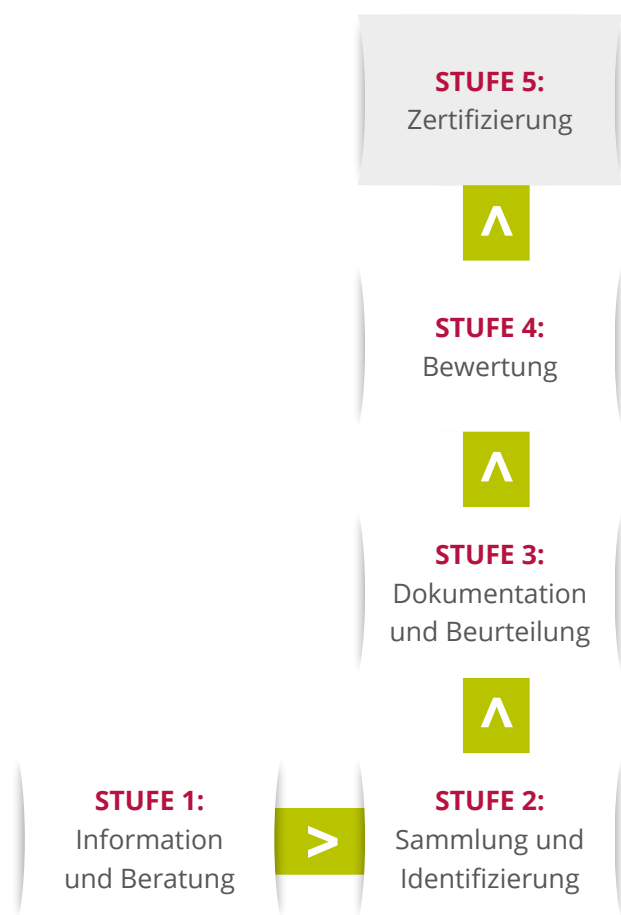 STUFE 5:
Zertifizierung
STUFE 4:
Bewertung
STUFE 3:
Dokumentation
und Beurteilung
STUFE 1:
Information
und Beratung
>
STUFE 2:
Sammlung und
Identifizierung